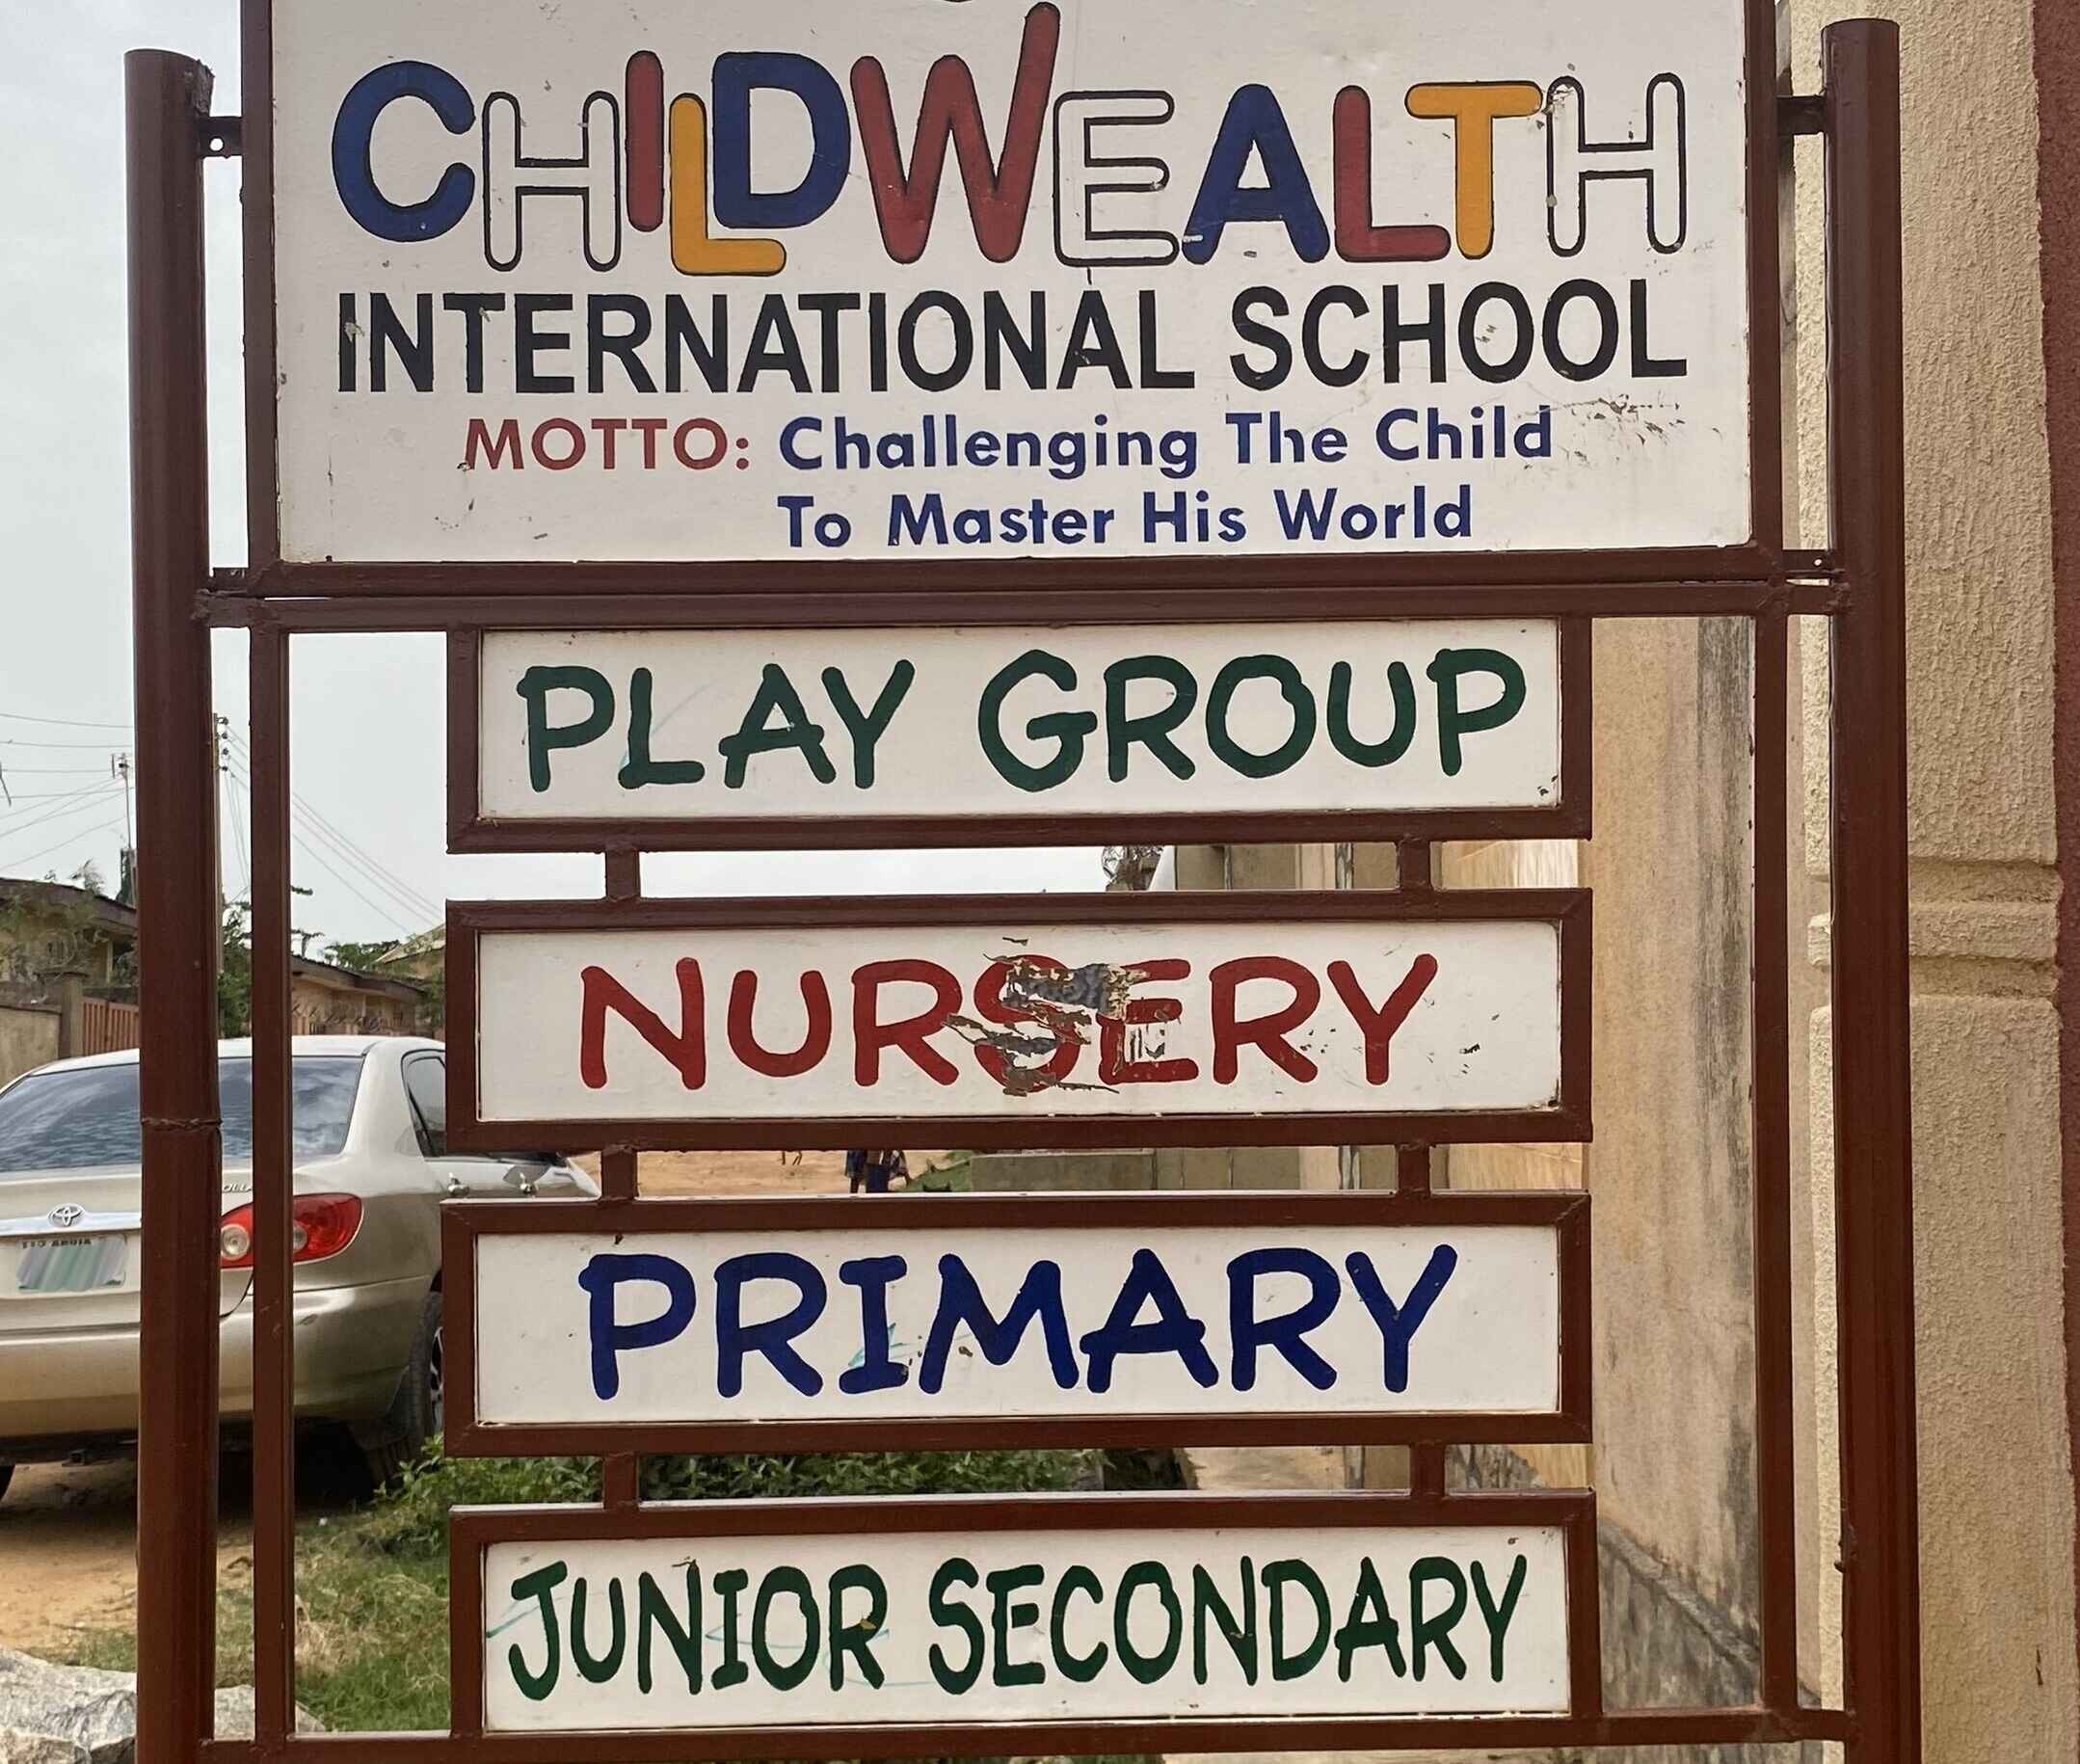 CHILDWEALTH
INTERNATIONAL SCHOOL
MOTTO: Challenging The Child
To Master His World
PLAY GROUP
NURSERY
PRIMARY
JUNIOR SECONDARY